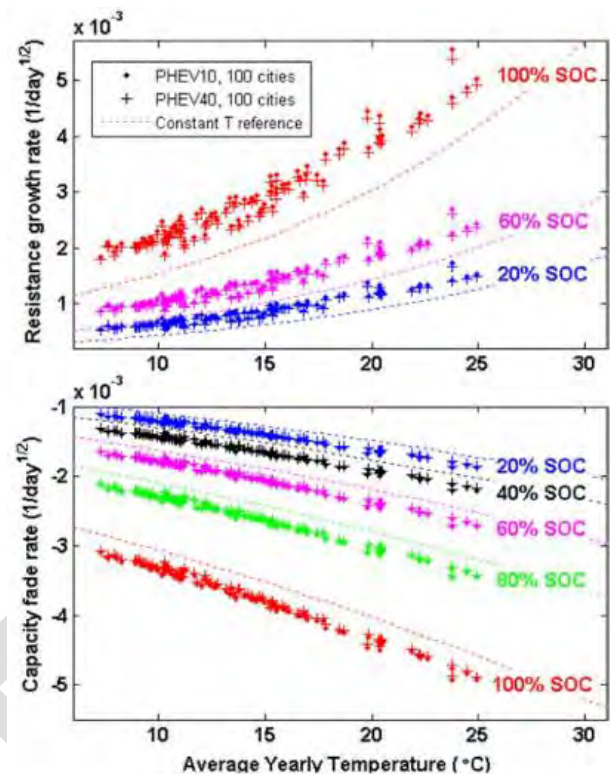 x 10⁻³
Resistance growth rate (1/day^1/2)
5
4
3
2
1
PHEV10, 100 cities
PHEV40, 100 cities
Constant T reference
100% SOC
60% SOC
20% SOC
10 15 20 25 30
x 10⁻³
Capacity fade rate (1/day^1/2)
-1
-2
-3
-4
-5
20% SOC
40% SOC
60% SOC
80% SOC
100% SOC
10 15 20 25 30
Average Yearly Temperature (°C)